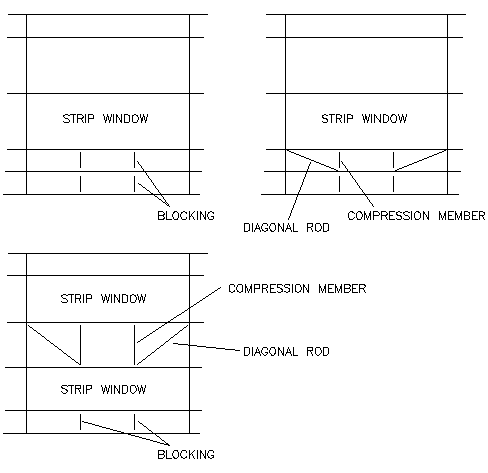 STRIP WINDOW
BLOCKING
STRIP WINDOW
DIAGONAL ROD
COMPRESSION MEMBER
STRIP WINDOW
COMPRESSION MEMBER
DIAGONAL ROD
STRIP WINDOW
BLOCKING